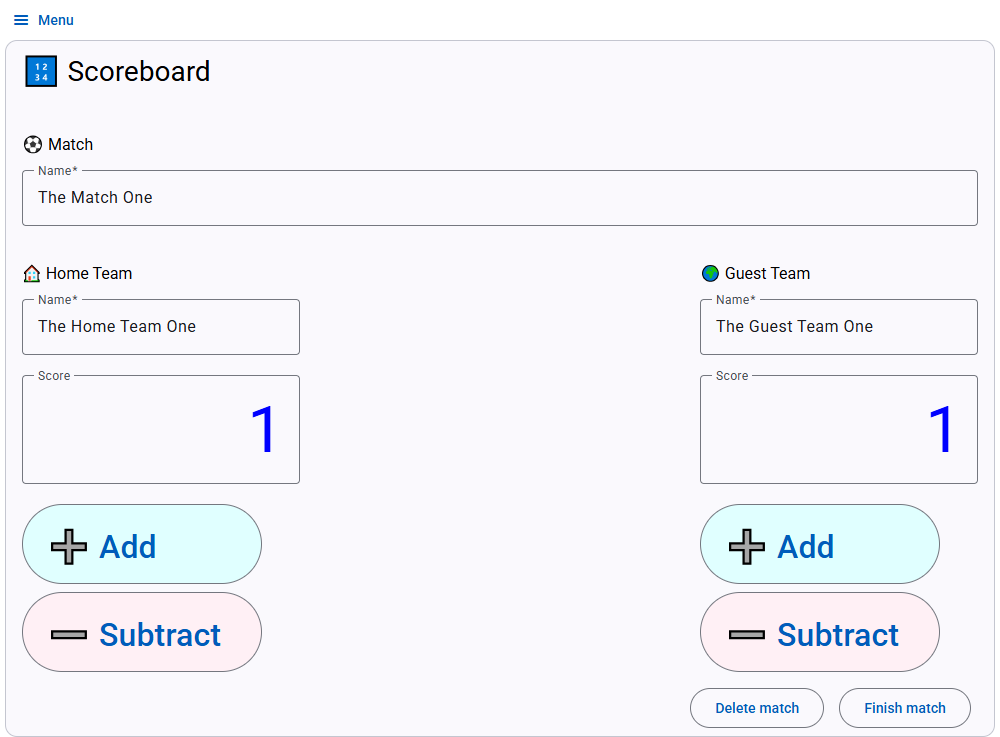 Menu
1 2
3 4
Scoreboard
Match
Name*
The Match One
Home Team
Guest Team
Name*
Name*
The Home Team One
The Guest Team One
Score
Score
1
1
Add
Add
Subtract
Subtract
Delete match
Finish match